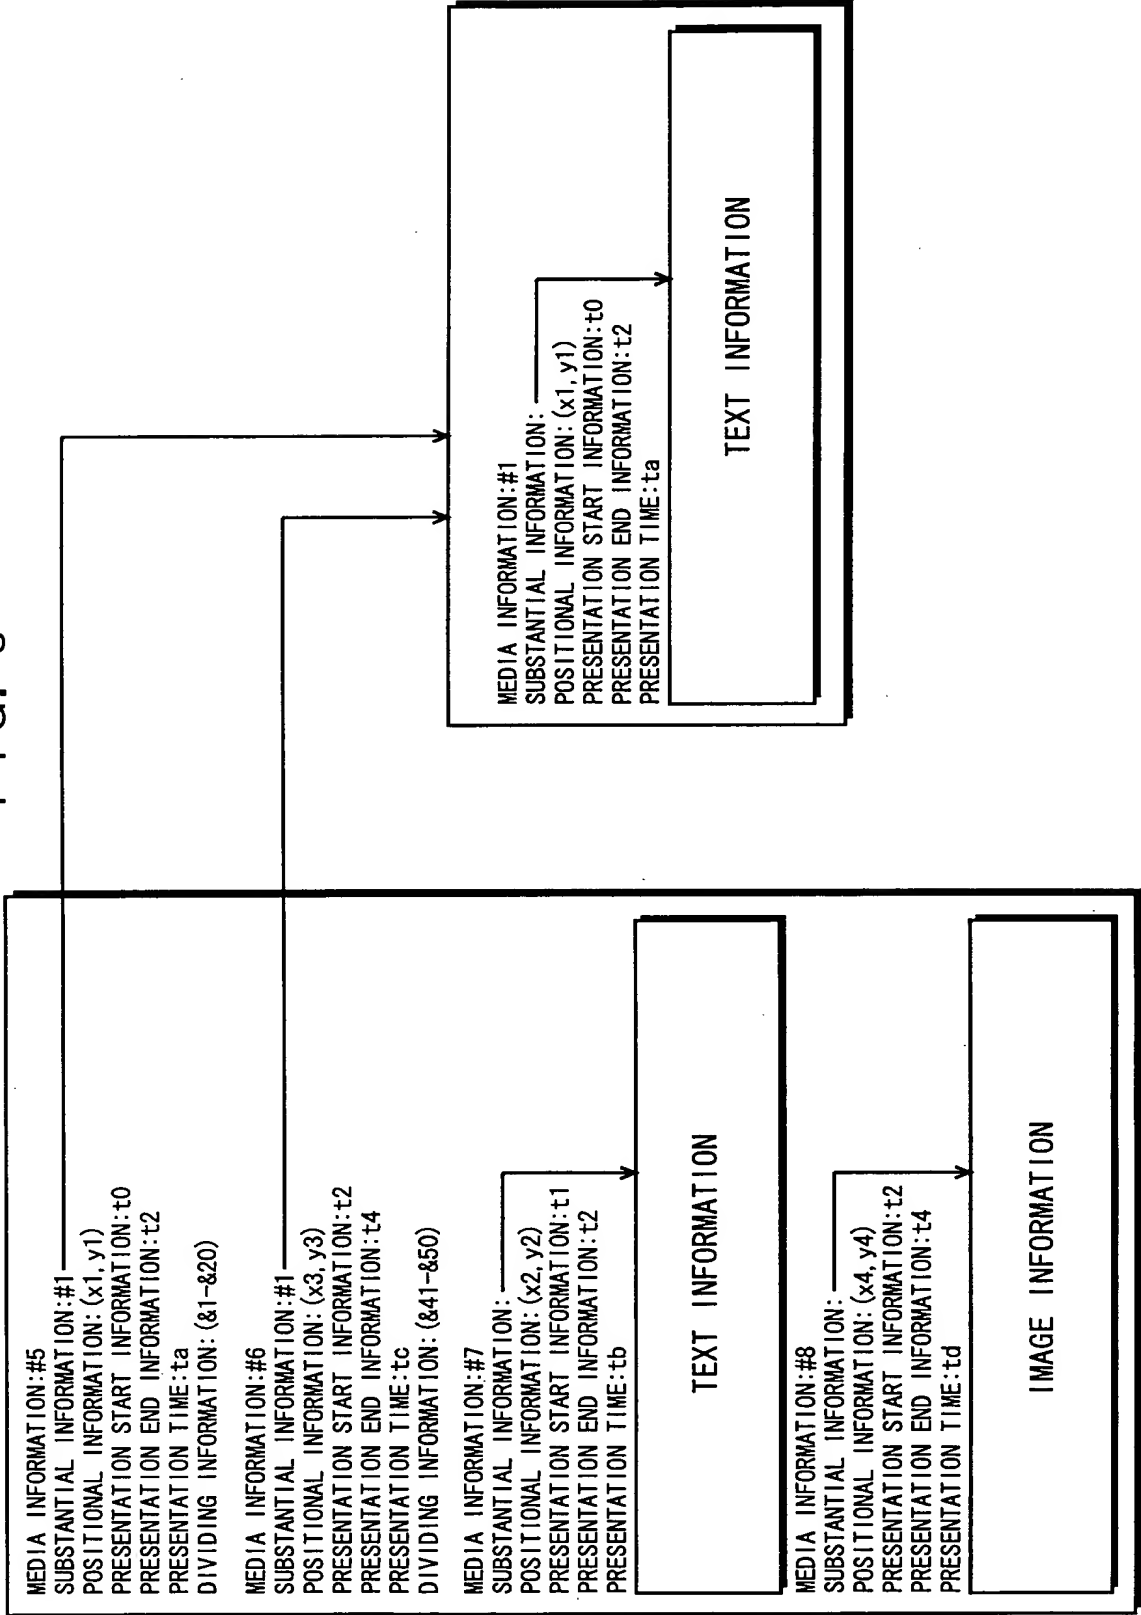 FIG.
MEDIA INFORMATION:#5
SUBSTANTIAL INFORMATION:#1
POSITIONAL INFORMATION:(x1,y1)
PRESENTATION START INFORMATION:t0
PRESENTATION END INFORMATION:t2
PRESENTATION TIME:ta
DIVIDING INFORMATION:(&1-&20)
MEDIA INFORMATION:#6
SUBSTANTIAL INFORMATION:#1
POSITIONAL INFORMATION:(x3,y3)
PRESENTATION START INFORMATION:t2
PRESENTATION END INFORMATION:t4
PRESENTATION TIME:tc
DIVIDING INFORMATION:(&41-&50)
MEDIA INFORMATION:#7
SUBSTANTIAL INFORMATION:
POSITIONAL INFORMATION:(x2,y2)
PRESENTATION START INFORMATION:t1
PRESENTATION END INFORMATION:t2
PRESENTATION TIME:tb
TEXT INFORMATION
MEDIA INFORMATION:#8
SUBSTANTIAL INFORMATION:
POSITIONAL INFORMATION:(x4,y4)
PRESENTATION START INFORMATION:t2
PRESENTATION END INFORMATION:t4
PRESENTATION TIME:td
IMAGE INFORMATION
MEDIA INFORMATION:#1
SUBSTANTIAL INFORMATION:
POSITIONAL INFORMATION:(x1,y1)
PRESENTATION START INFORMATION:t0
PRESENTATION END INFORMATION:t2
PRESENTATION TIME:ta
TEXT INFORMATION